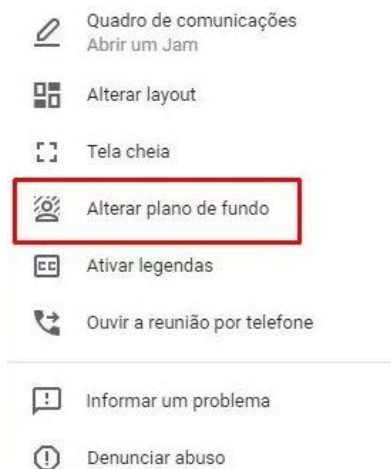 Quadro de comunicações
Abrir um Jam
Alterar layout
Tela cheia
Alterar plano de fundo
CC Ativar legendas
Ouvir a reunião por telefone
Informar um problema
Denunciar abuso